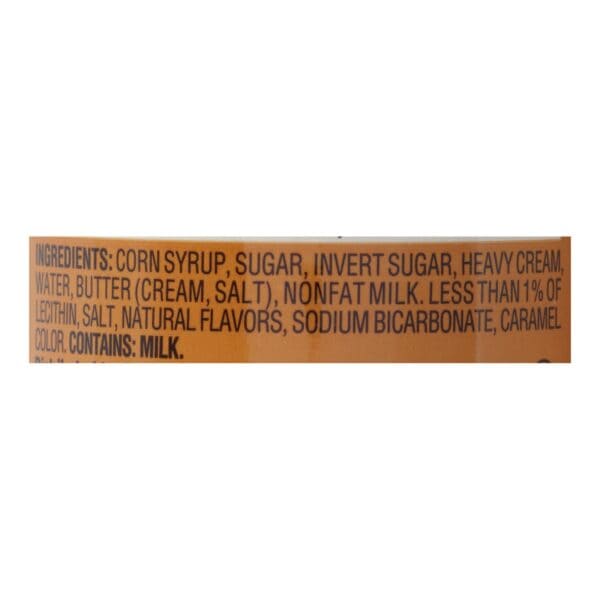 INGREDIENTS: CORN SYRUP, SUGAR, INVERT SUGAR, HEAVY CREAM,
WATER, BUTTER (CREAM, SALT), NONFAT MILK. LESS THAN 1% OF
LECITHIN, SALT, NATURAL FLAVORS, SODIUM BICARBONATE, CARAMEL
COLOR. CONTAINS: MILK.